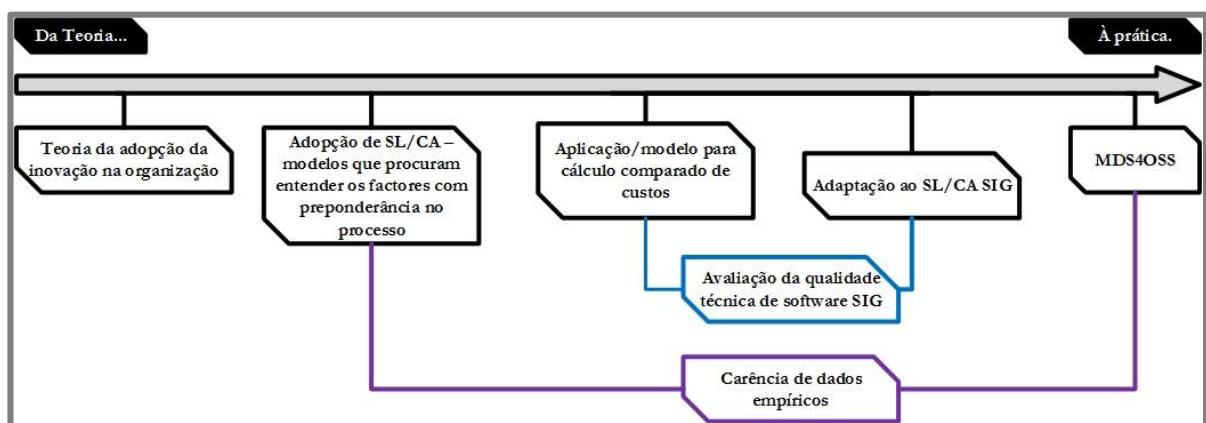 Da Teoria...
À prática.
Teoria da adopção da
inovação na organização
Adopção de SL/CA –
modelos que procuram
entender os factores com
preponderância no
processo
Aplicação/modelo para
cálculo comparado de
custos
Adaptação ao SL/CA SIG
MDS4OSS
Avaliação da qualidade
técnica de software SIG
Carência de dados
empíricos